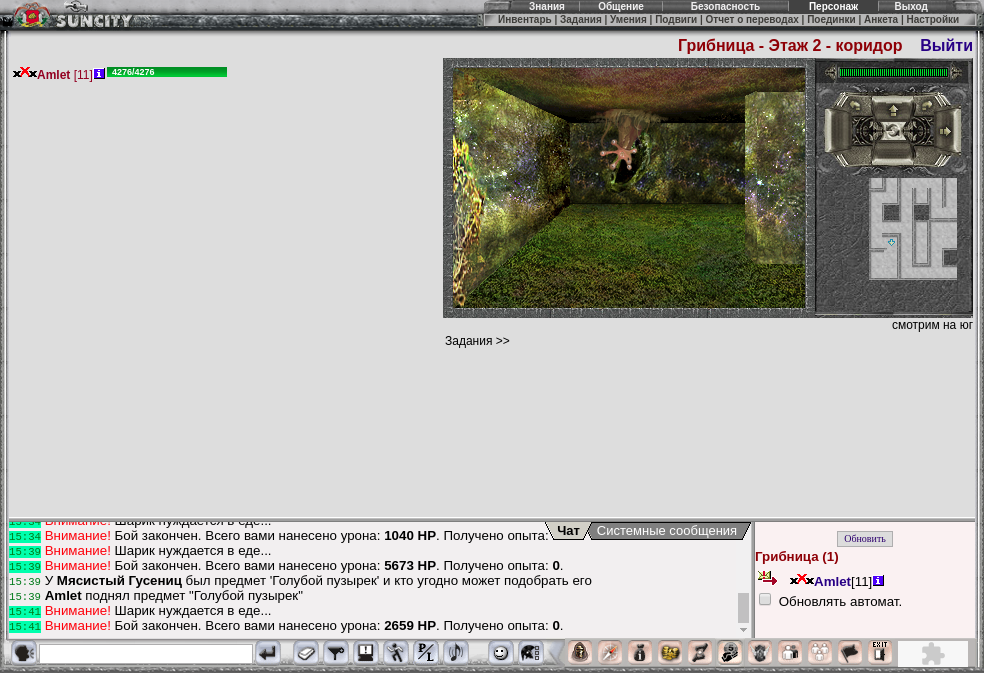 SUNCITY
Знания Общение Безопасность Персонаж Выход
Инвентарь | Задания | Умения | Подвиги | Отчет о переводах | Поединки | Анкета | Настройки
Грибница - Этаж 2 - коридор Выйти
Amlet [11] 4276/4276
смотрим на юг
Задания >>
15:34 Внимание! Шарик нуждается в еде...
15:34 Внимание! Бой закончен. Всего вами нанесено урона: 1040 HP. Получено опыта:
15:39 Внимание! Шарик нуждается в еде...
15:39 Внимание! Бой закончен. Всего вами нанесено урона: 5673 HP. Получено опыта: 0.
15:39 У Мясистый Гусениц был предмет 'Голубой пузырек' и кто угодно может подобрать его
15:39 Amlet поднял предмет "Голубой пузырек"
15:41 Внимание! Шарик нуждается в еде...
15:41 Внимание! Бой закончен. Всего вами нанесено урона: 2659 HP. Получено опыта: 0.
Чат Системные сообщения
Обновить
Грибница (1)
Amlet[11]
Обновлять автомат.
P/L
EXIT